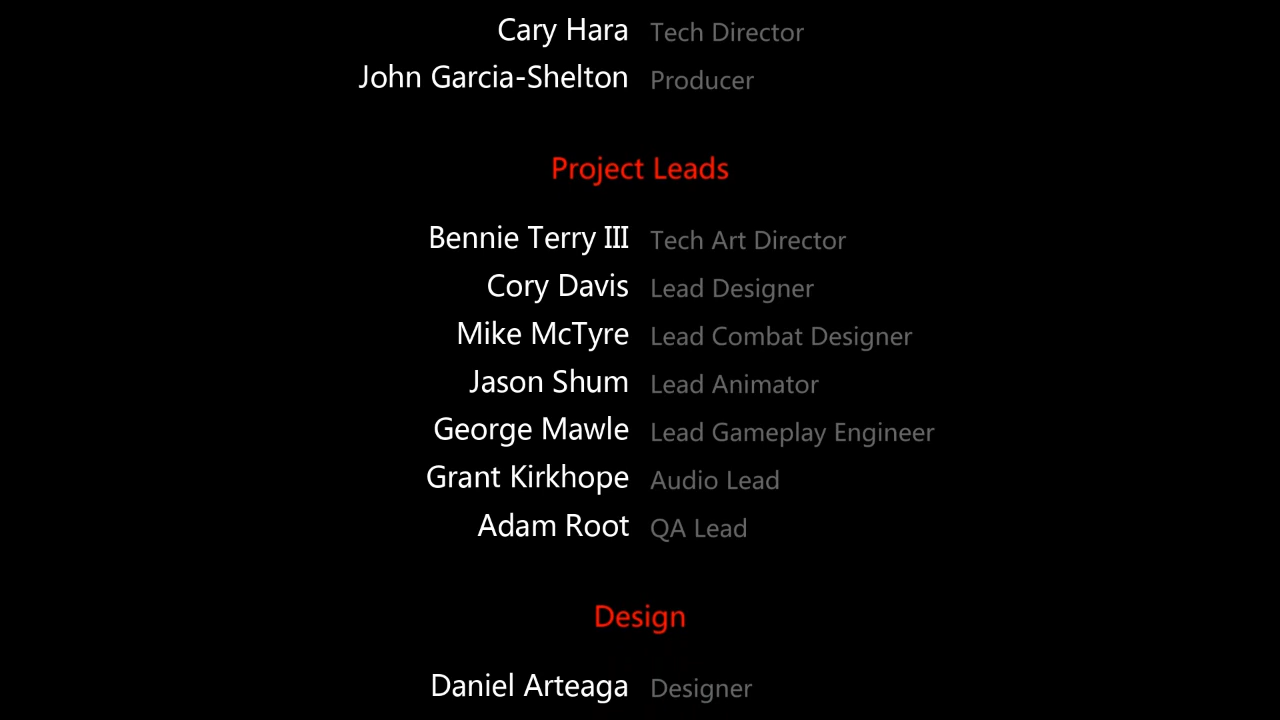 Cary Hara Tech Director
John Garcia-Shelton Producer
Project Leads
Bennie Terry III Tech Art Director
Cory Davis Lead Designer
Mike McTyre Lead Combat Designer
Jason Shum Lead Animator
George Mawle Lead Gameplay Engineer
Grant Kirkhope Audio Lead
Adam Root QA Lead
Design
Daniel Arteaga Designer